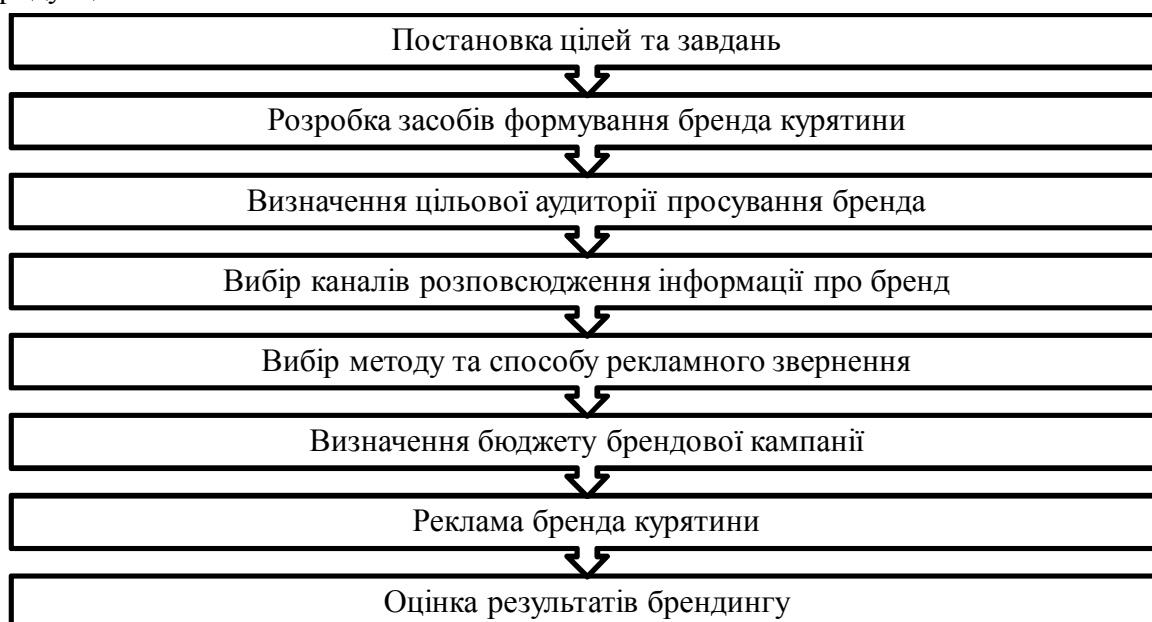 Постановка цілей та завдань
Розробка засобів формування бренда курятини
Визначення цільової аудиторії просування бренда
Вибір каналів розповсюдження інформації про бренд
Вибір методу та способу рекламного звернення
Визначення бюджету брендової кампанії
Реклама бренда курятини
Оцінка результатів брендингу